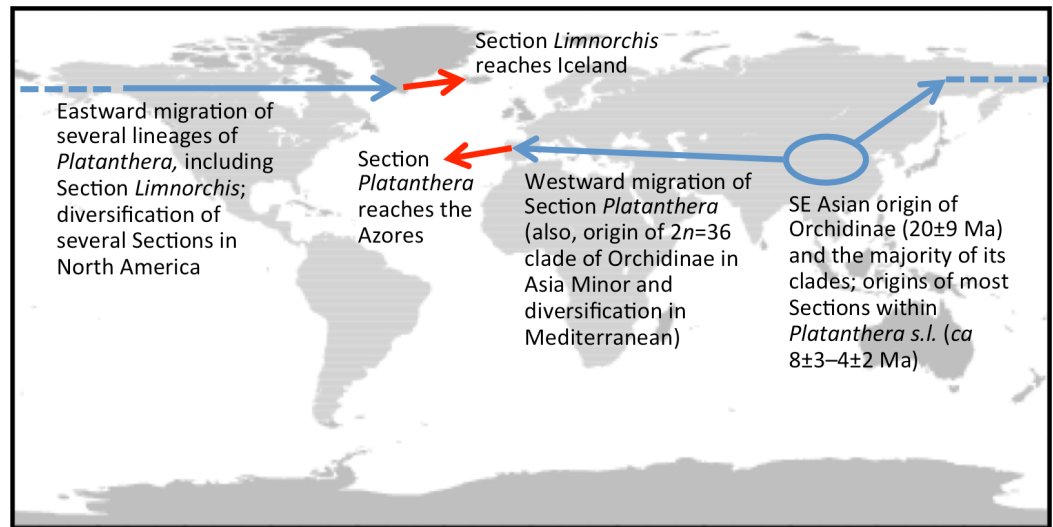 Section Limnorchis
reaches Iceland
Eastward migration of
several lineages of
Platanthera, including
Section Limnorchis;
diversification of
several Sections in
North America
Section
Platanthera
reaches the
Azores
Westward migration of
Section Platanthera
(also, origin of 2n=36
clade of Orchidinae in
Asia Minor and
diversification in
Mediterranean)
SE Asian origin of
Orchidinae (20±9 Ma)
and the majority of its
clades; origins of most
Sections within
Platanthera s.l. (ca
8±3–4±2 Ma)